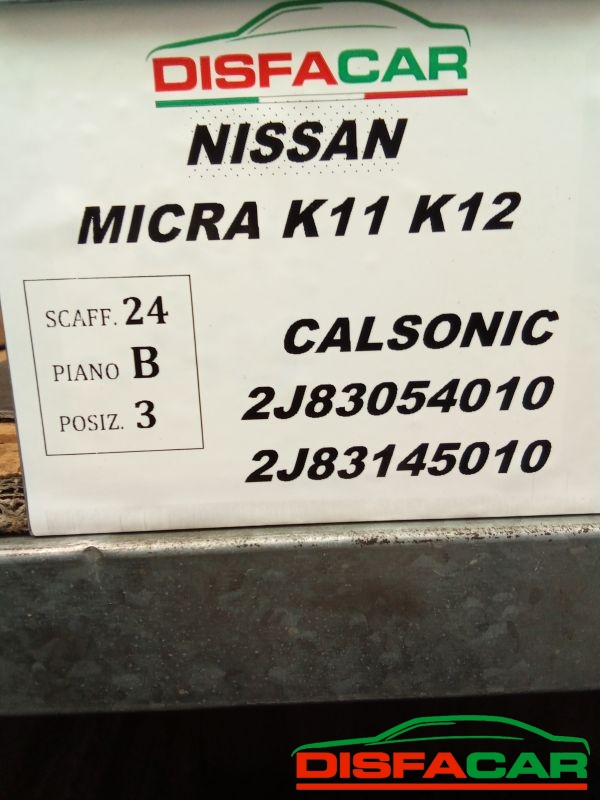 DISFACAR
NISSAN
MICRA K11 K12
SCAFF. 24
PIANO B
POSIZ. 3
CALSONIC
2J83054010
2J83145010
DISFACAR